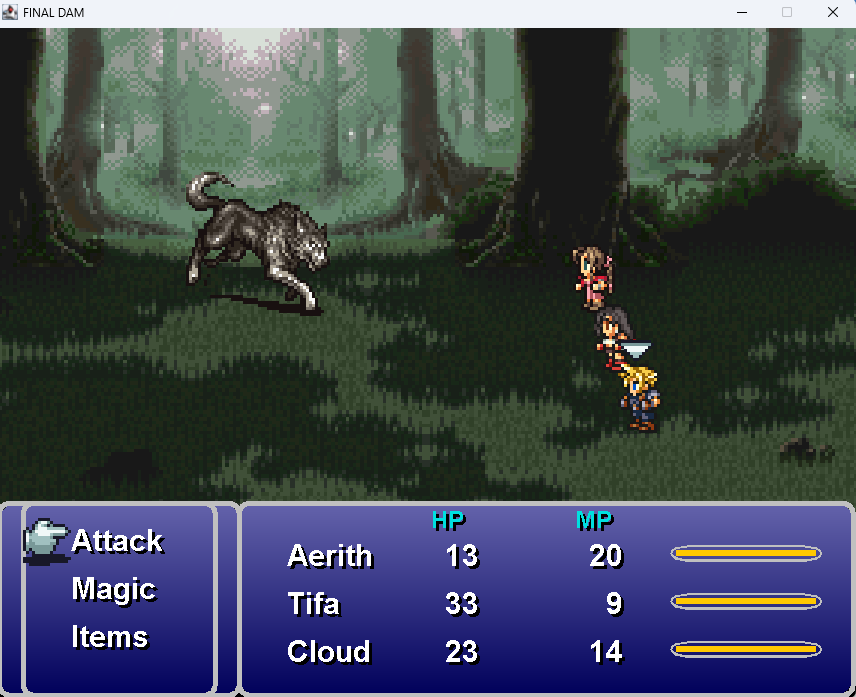 FINAL DAM
Attack
Magic
Items
HP MP
Aerith 13 20
Tifa 33 9
Cloud 23 14